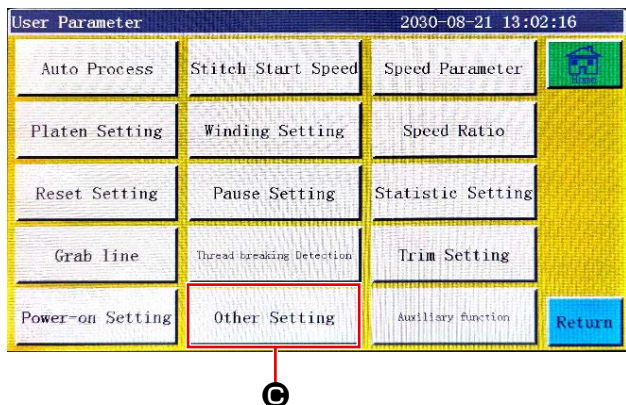 User Parameter 2030-08-21 13:02:16
Auto Process Stitch Start Speed Speed Parameter Home
Platen Setting Winding Setting Speed Ratio
Reset Setting Pause Setting Statistic Setting
Grab line Thread breaking Detection Trim Setting
Power-on Setting Other Setting Auxiliary function Return
C